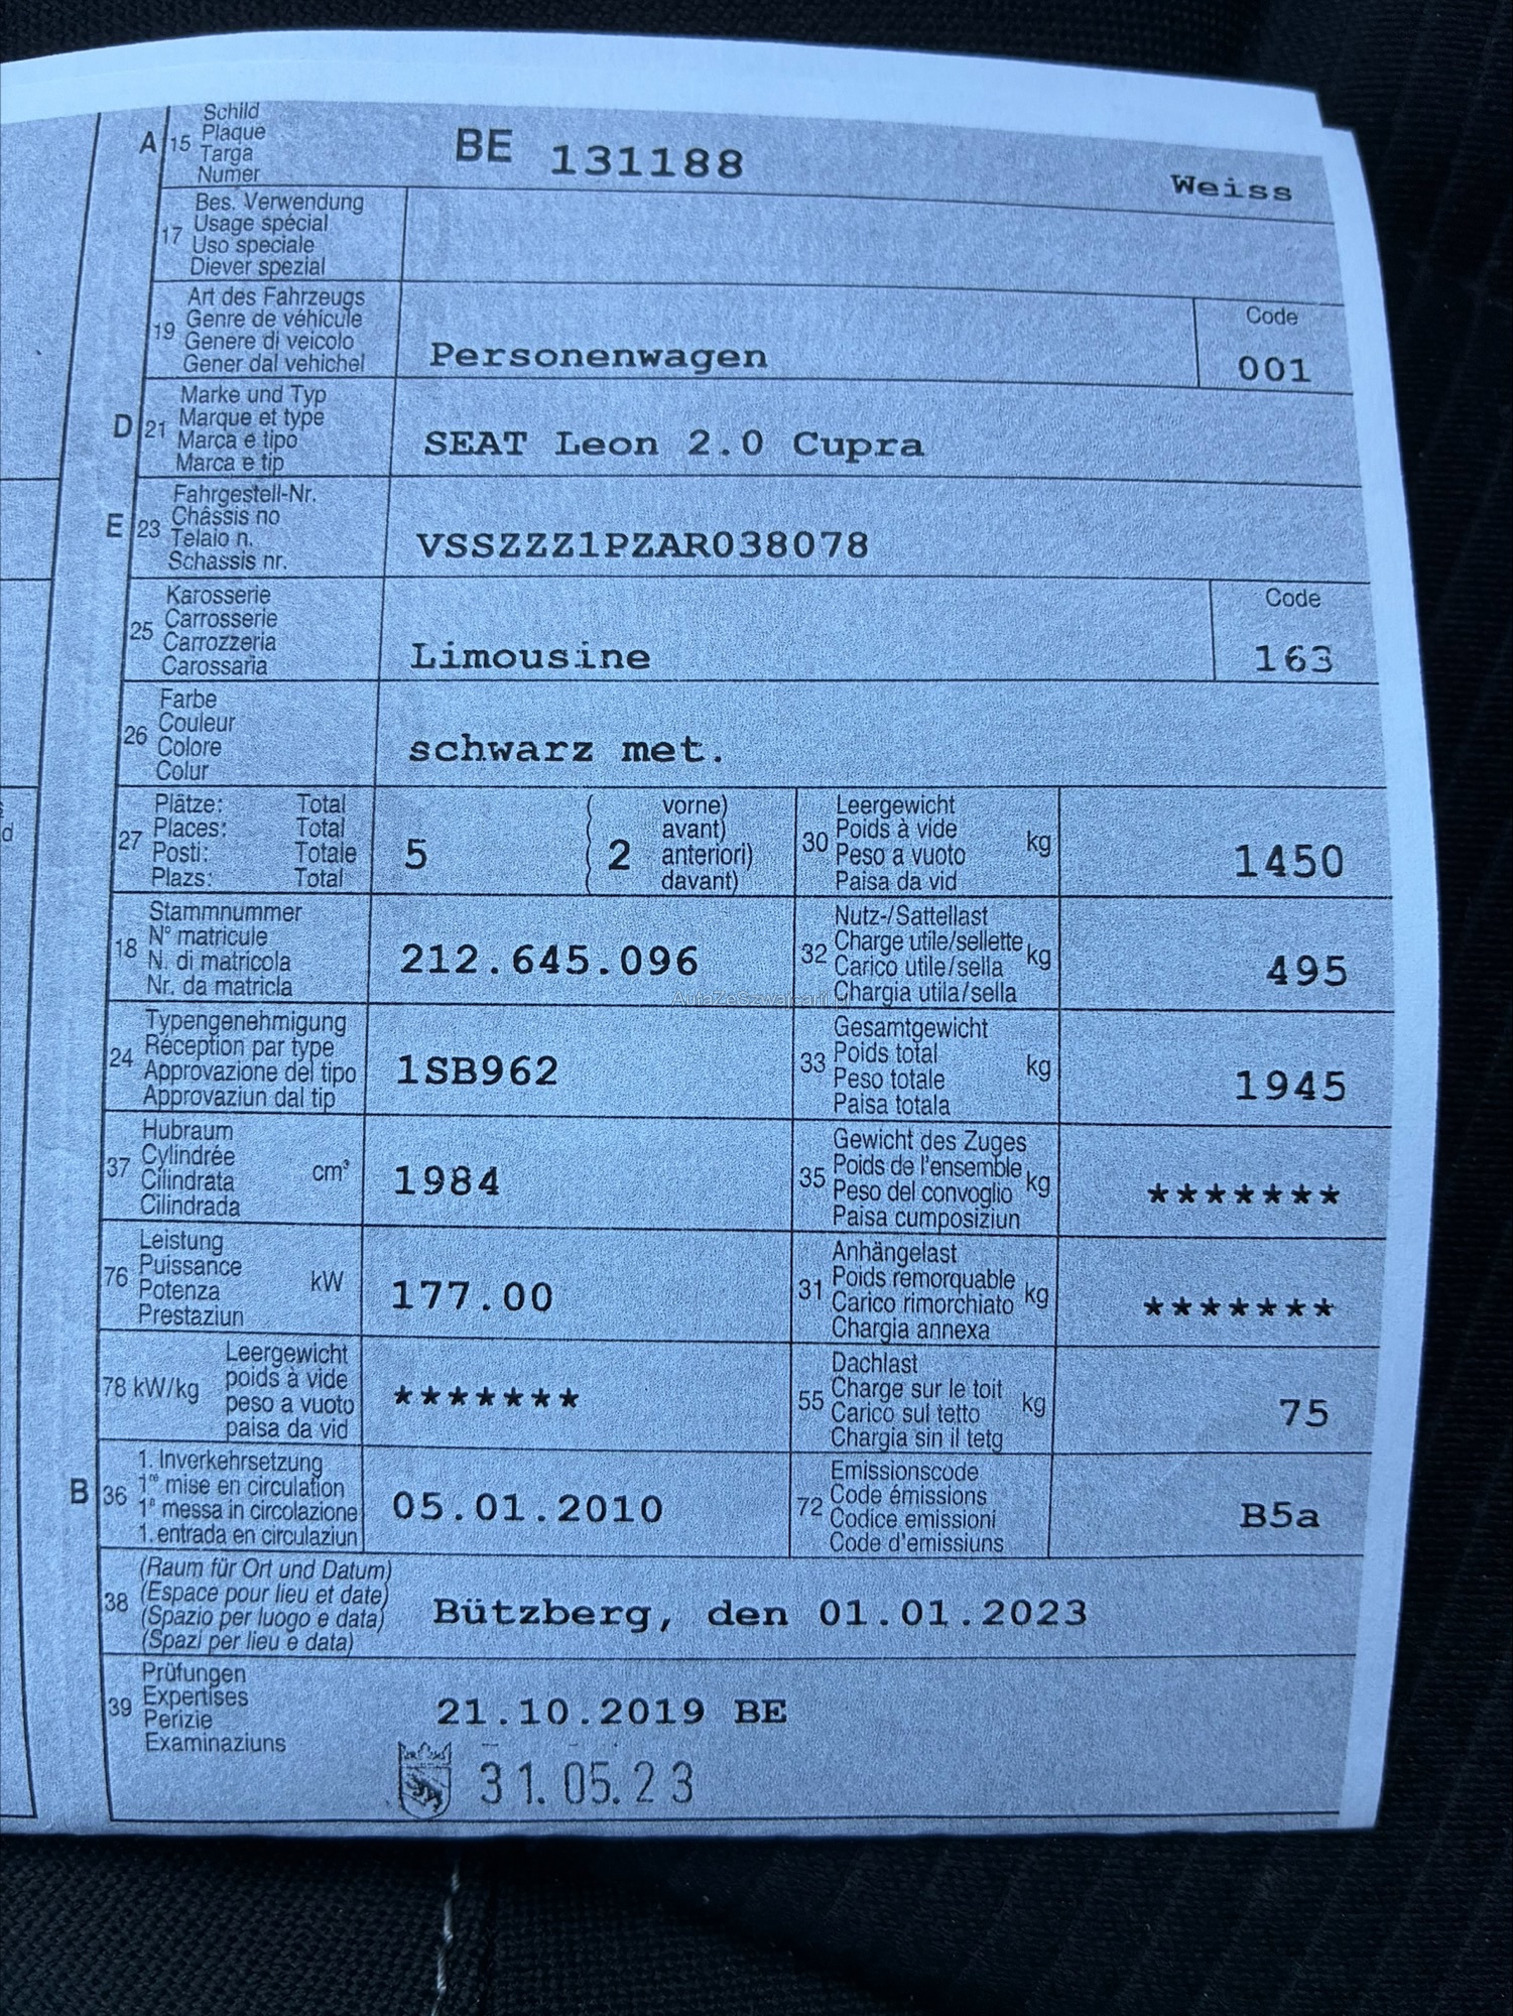 A 15 Schild
Plaque
Targa
Numer
BE 131188
Weiss
17 Bes. Verwendung
Usage spécial
Uso speciale
Diever spezial
19 Art des Fahrzeugs
Genre de véhicule
Genere di veicolo
Gener dal vehichel
Personenwagen
Code
001
D 21 Marke und Typ
Marque et type
Marca e tipo
Marca e tip
SEAT Leon 2.0 Cupra
E 23 Fahrgestell-Nr.
Châssis no
Telaio n.
Schassis nr.
VSSZZZ1PZAR038078
25 Karosserie
Carrosserie
Carrozzeria
Carossaria
Limousine
Code
163
26 Farbe
Couleur
Colore
Colur
schwarz met.
27 Plätze: Total
Places: Total
Posti: Totale
Plazs: Total
5
( vorne)
( avant)
( 2 anteriori)
( davant)
30 Leergewicht
Poids à vide kg
Peso a vuoto
Paisa da vid
1450
18 Stammnummer
N° matricule
N. di matricola
Nr. da matricla
212.645.096
32 Nutz-/Sattellast
Charge utile/sellette kg
Carico utile/sella
Chargia utila/sella
495
AutaZeSzwajcarii.pl
24 Typengenehmigung
Réception par type
Approvazione del tipo
Approvaziun dal tip
1SB962
33 Gesamtgewicht
Poids total kg
Peso totale
Paisa totala
1945
37 Hubraum
Cylindrée cm³
Cilindrata
Cilindrada
1984
35 Gewicht des Zuges
Poids de l'ensemble kg
Peso del convoglio
Paisa cumposiziun
*******
76 Leistung
Puissance kW
Potenza
Prestaziun
177.00
31 Anhängelast
Poids remorquable kg
Carico rimorchiato
Chargia annexa
*******
78 kW/kg Leergewicht
poids à vide
peso a vuoto
paisa da vid
*******
55 Dachlast
Charge sur le toit kg
Carico sul tetto
Chargia sin il tetg
75
B 36 1. Inverkehrsetzung
1re mise en circulation
1a messa in circolazione
1. entrada en circulaziun
05.01.2010
72 Emissionscode
Code émissions
Codice emissioni
Code d'emissiuns
B5a
38 (Raum für Ort und Datum)
(Espace pour lieu et date)
(Spazio per luogo e data)
(Spazi per lieu e data)
Bützberg, den 01.01.2023
39 Prüfungen
Expertises
Perizie
Examinaziuns
21.10.2019 BE
31.05.23
d